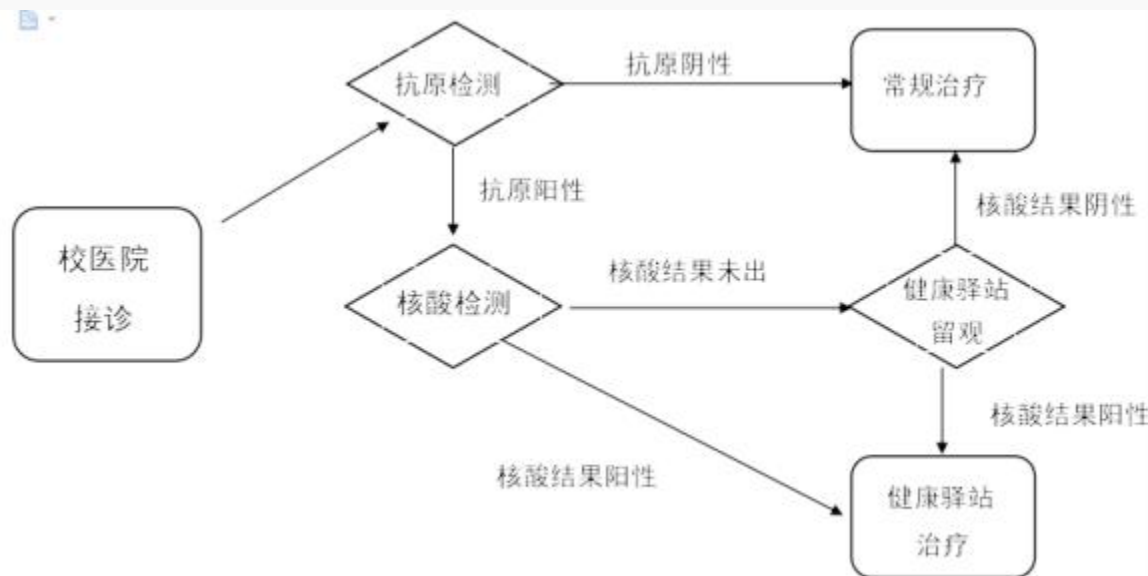 抗原检测
抗原阴性
常规治疗
抗原阳性
核酸结果阴性
校医院
接诊
核酸检测
核酸结果未出
健康驿站
留观
核酸结果阳性
核酸结果阳性
健康驿站
治疗